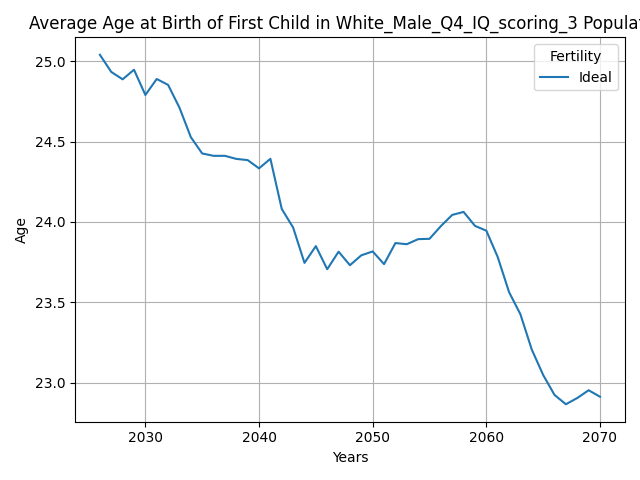 Average Age at Birth of First Child in White_Male_Q4_IQ_scoring_3
Fertility
Ideal
25.0
24.5
24.0
23.5
23.0
Age
2030 2040 2050 2060 2070
Years